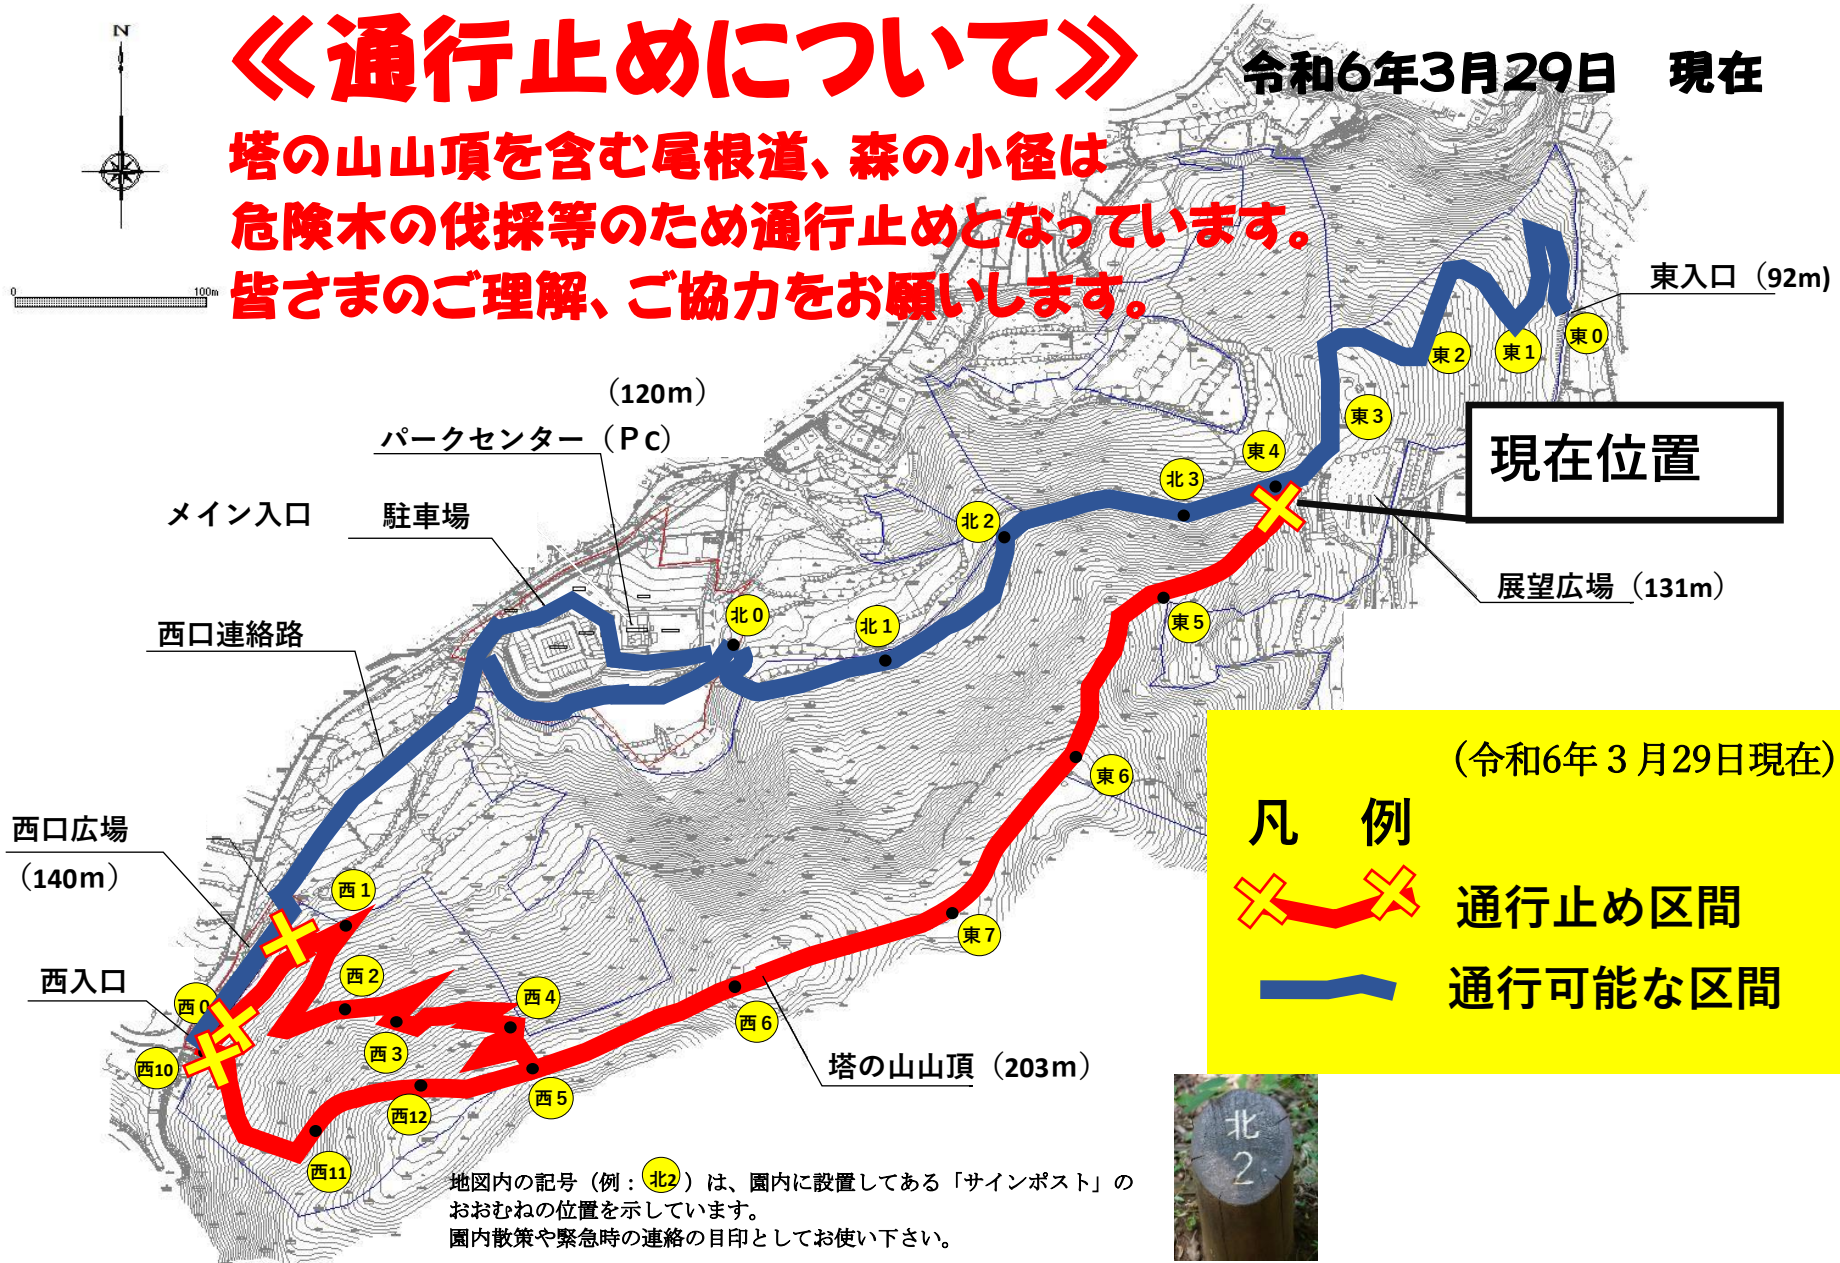 N
≪通行止めについて≫
令和6年3月29日　現在
塔の山山頂を含む尾根道、森の小径は
危険木の伐採等のため通行止めとなっています。
皆さまのご理解、ご協力をお願いします。
0 100m
東入口（92m)
東0
東1
東2
東3
東4
現在位置
（120m）
パークセンター（Pc）
メイン入口
駐車場
北3
北2
北1
北0
展望広場（131m）
東5
西口連絡路
東6
西口広場
（140m）
西1
西2
西入口
西0
西3
西4
西10
西5
西12
西11
西6
東7
塔の山山頂（203m）
(令和6年３月29日現在)
凡　例
通行止め区間
通行可能な区間
地図内の記号（例：北2）は、園内に設置してある「サインポスト」の
おおむねの位置を示しています。
園内散策や緊急時の連絡の目印としてお使い下さい。
北
2